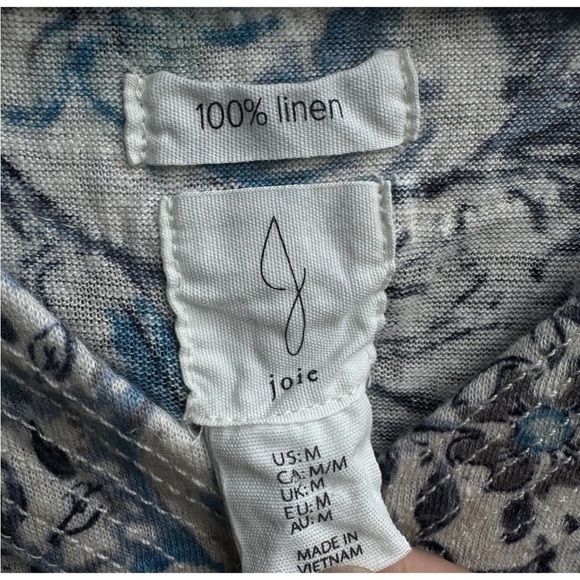 100% linen
joie
US: M
CA: M/M
UK: M
EU: M
AU: M
MADE IN
VIETNAM